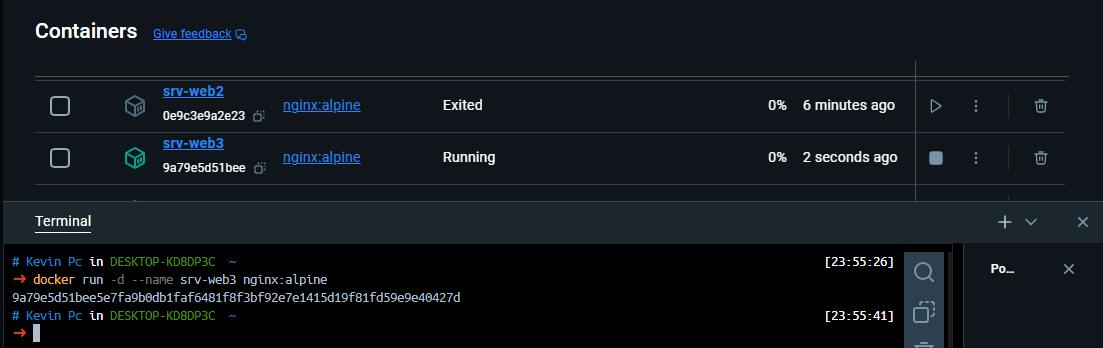 Containers Give feedback
srv-web2
0e9c3e9a2e23 nginx:alpine Exited 0% 6 minutes ago
srv-web3
9a79e5d51bee nginx:alpine Running 0% 2 seconds ago
Terminal
# Kevin Pc in DESKTOP-KD8DP3C ~ [23:55:26]
→ docker run -d --name srv-web3 nginx:alpine
9a79e5d51bee5e7fa9b0db1faf6481f8f3bf92e7e1415d19f81fd59e9e40427d
# Kevin Pc in DESKTOP-KD8DP3C ~ [23:55:41]
→
Po...